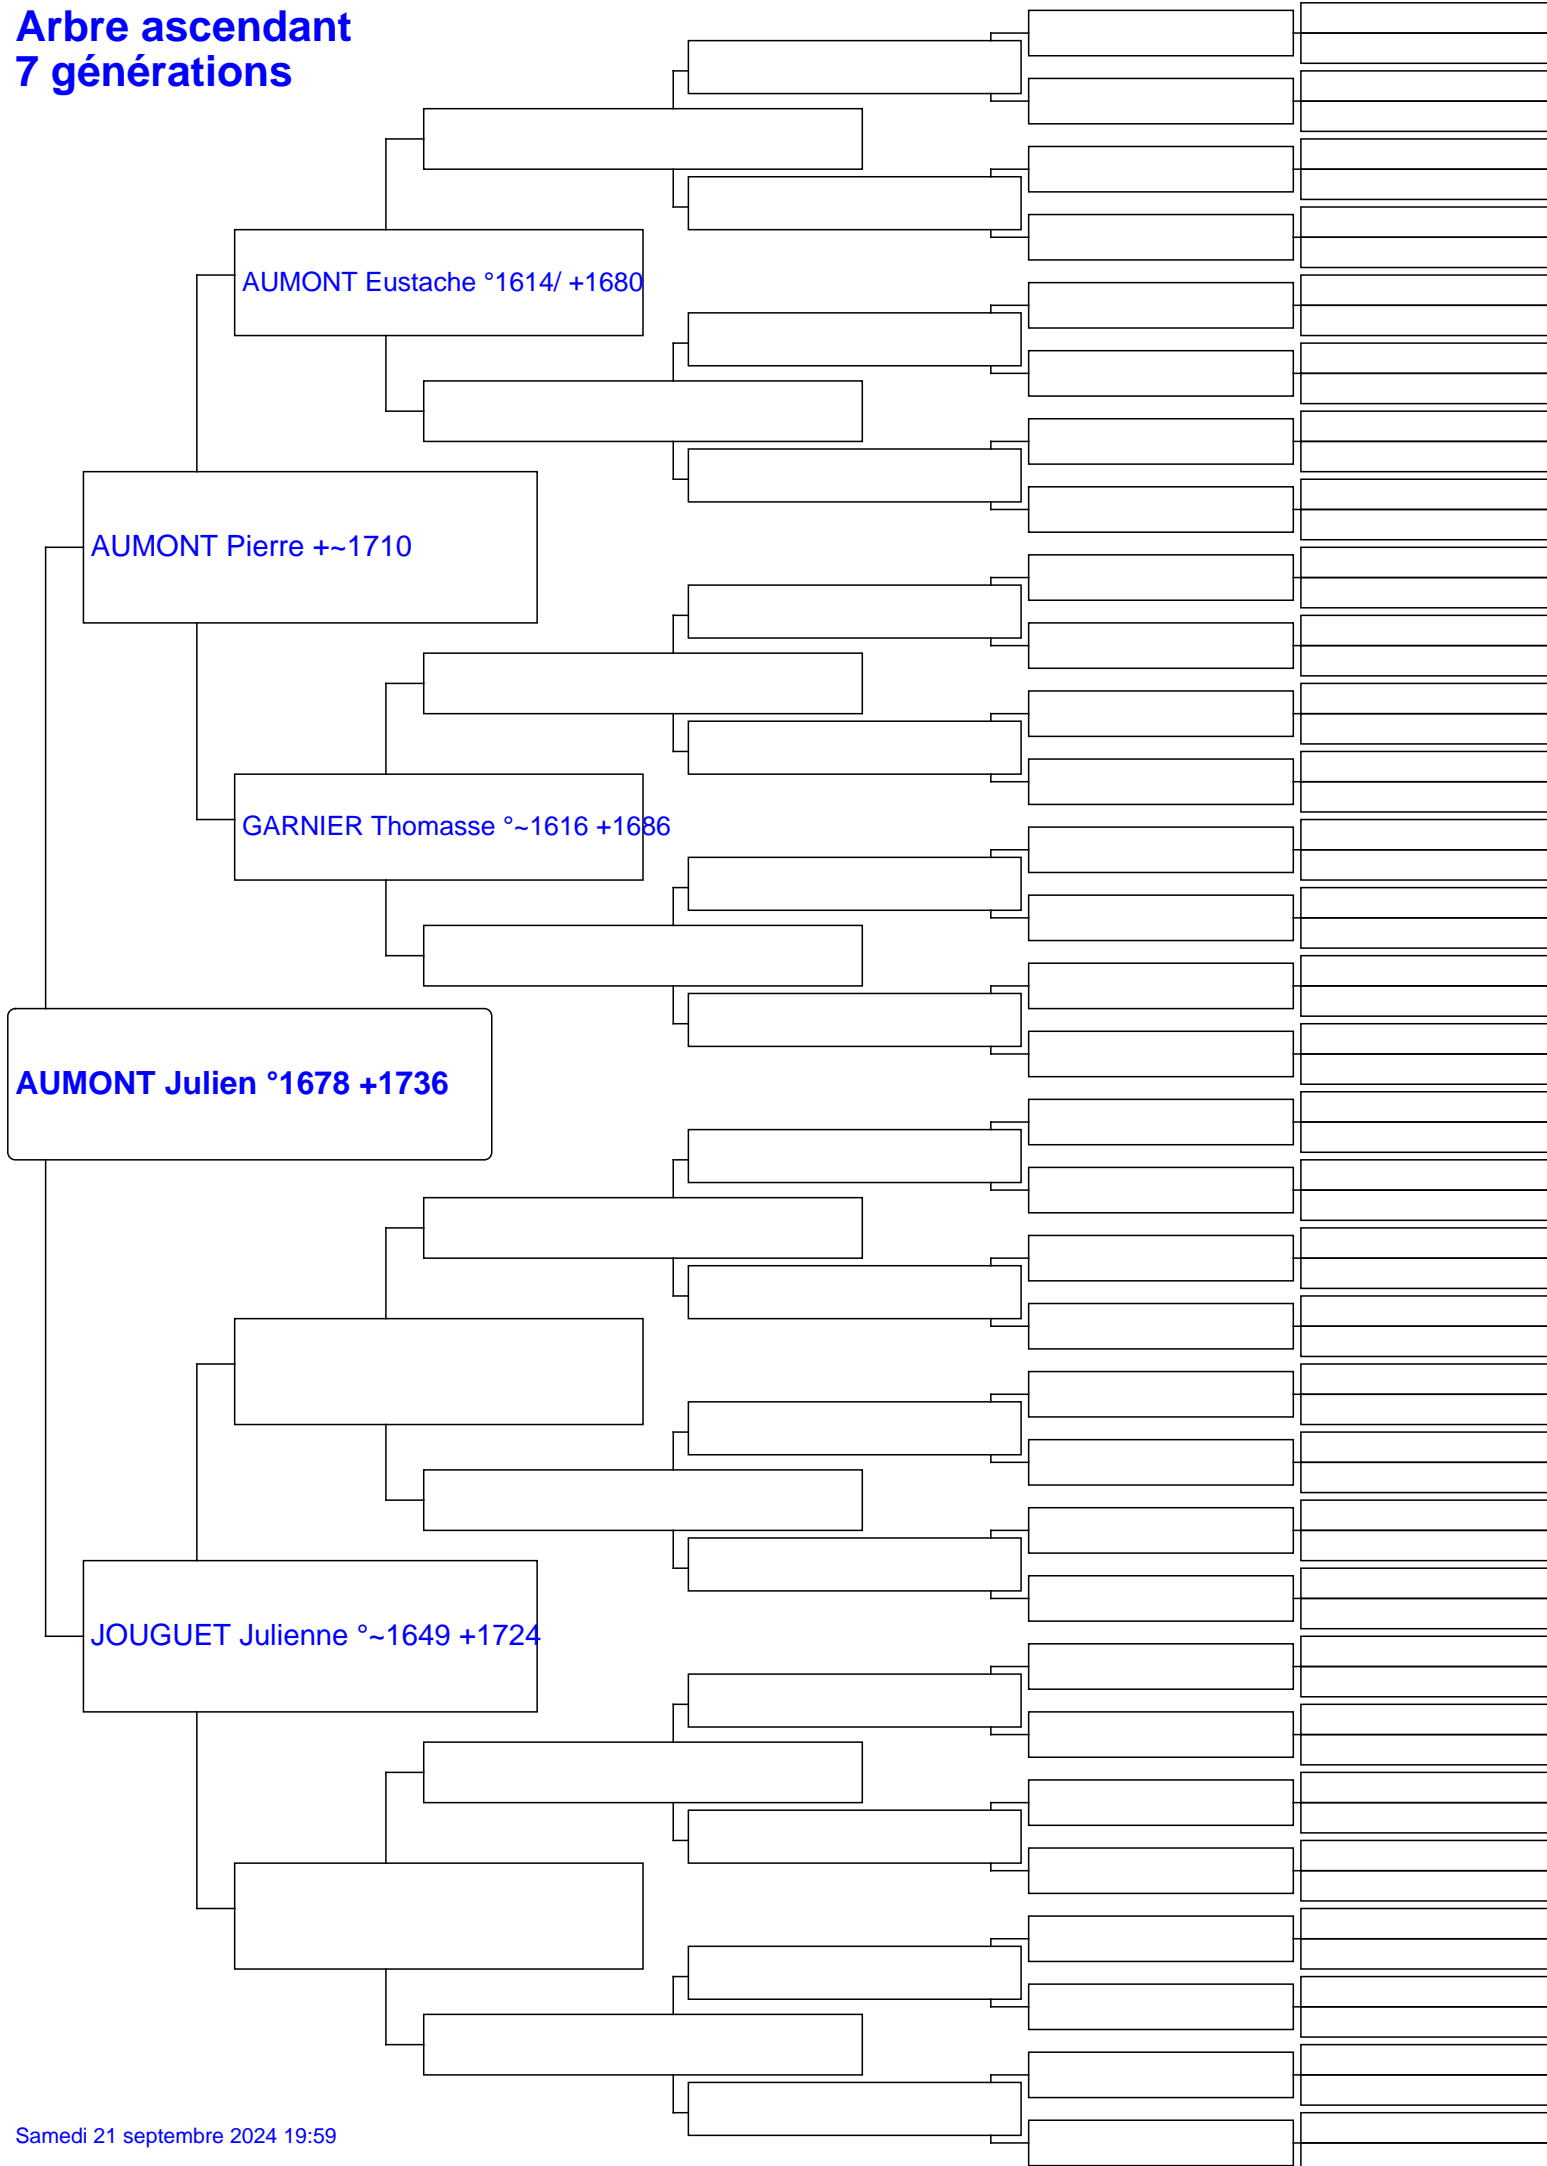 Arbre ascendant
7 générations
AUMONT Eustache °1614/ +1680
AUMONT Pierre +~1710
GARNIER Thomasse °~1616 +1686
AUMONT Julien °1678 +1736
JOUGUET Julienne °~1649 +1724
Samedi 21 septembre 2024 19:59